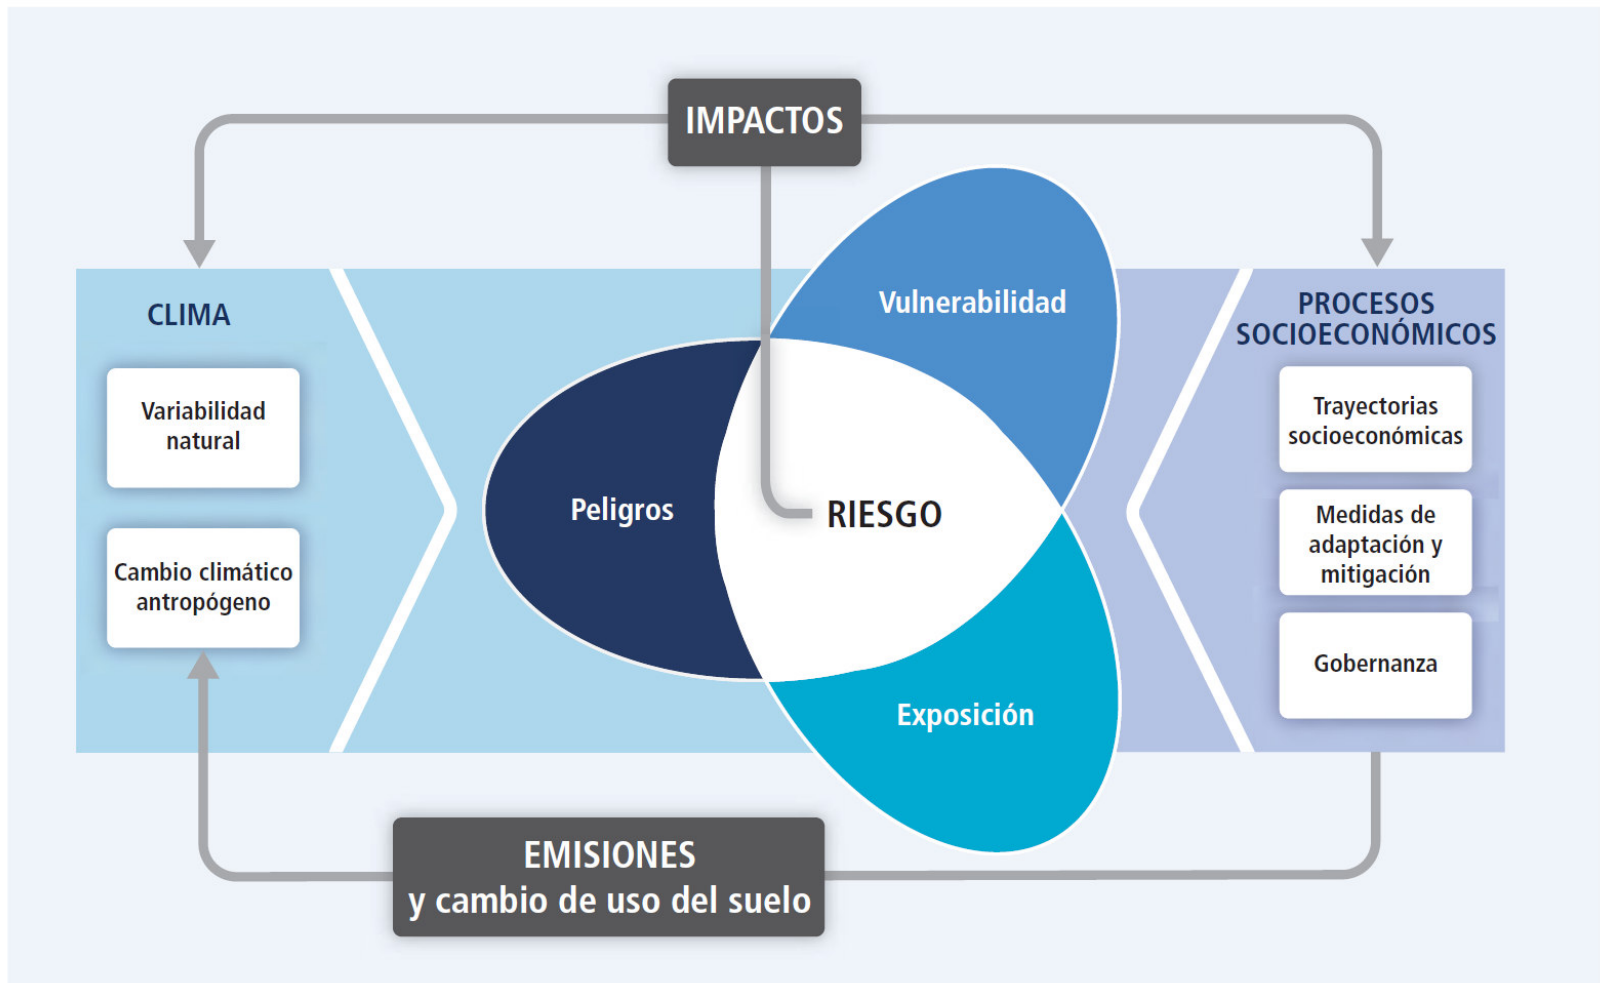 IMPACTOS
CLIMA
Variabilidad
natural
Cambio climático
antropógeno
Vulnerabilidad
Peligros
RIESGO
Exposición
PROCESOS
SOCIOECONÓMICOS
Trayectorias
socioeconómicas
Medidas de
adaptación y
mitigación
Gobernanza
EMISIONES
y cambio de uso del suelo